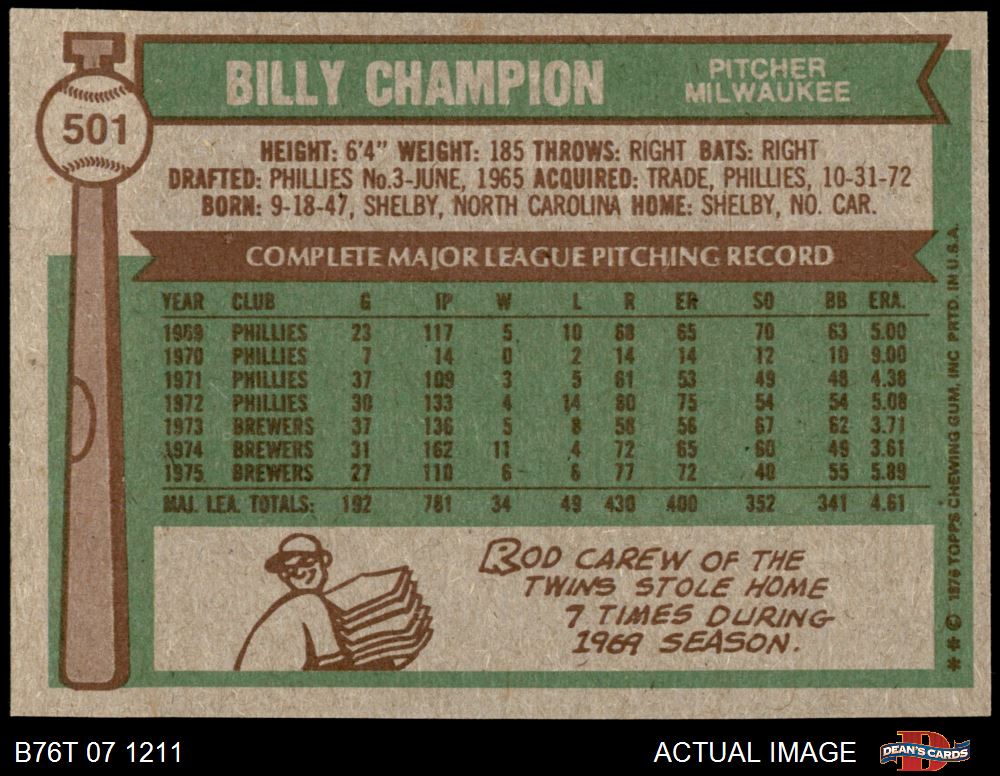 501
BILLY CHAMPION
PITCHER
MILWAUKEE
HEIGHT: 6'4" WEIGHT: 185 THROWS: RIGHT BATS: RIGHT
DRAFTED: PHILLIES No.3-JUNE, 1965 ACQUIRED: TRADE, PHILLIES, 10-31-72
BORN: 9-18-47, SHELBY, NORTH CAROLINA HOME: SHELBY, NO. CAR.
COMPLETE MAJOR LEAGUE PITCHING RECORD
YEAR CLUB G IP W L R ER SO BB ERA.
1969 PHILLIES 23 117 5 10 68 65 70 63 5.00
1970 PHILLIES 7 14 0 2 14 14 12 10 9.00
1971 PHILLIES 37 109 3 5 61 53 49 48 4.38
1972 PHILLIES 30 133 4 14 80 75 54 54 5.08
1973 BREWERS 37 136 5 8 58 56 67 62 3.71
1974 BREWERS 31 162 11 4 72 65 60 49 3.61
1975 BREWERS 27 110 6 6 77 72 40 55 5.89
MAJ. LEA. TOTALS: 192 781 34 49 430 400 352 341 4.61
ROD CAREW OF THE
TWINS STOLE HOME
7 TIMES DURING
1969 SEASON.
* * © 1976 TOPPS CHEWING GUM, INC PRTD. IN U.S.A.
B76T 07 1211
ACTUAL IMAGE
D
DEAN'S CARDS